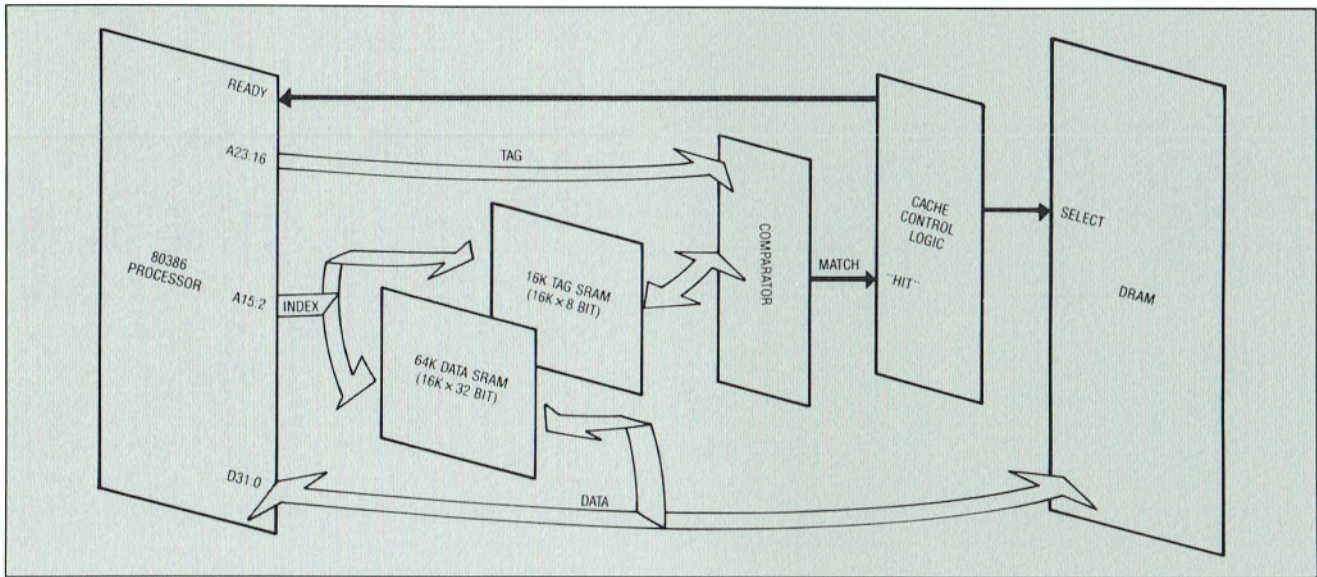 READY
A23:16
TAG
80386
PROCESSOR
A15:2
INDEX
16K TAG SRAM
(16K × 8 BIT)
64K DATA SRAM
(16K × 32 BIT)
COMPARATOR
MATCH
CACHE
CONTROL
LOGIC
"HIT"
SELECT
DRAM
D31:0
DATA